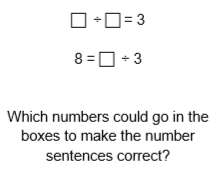 □ ÷ □ = 3
8 = □ ÷ 3
Which numbers could go in the
boxes to make the number
sentences correct?